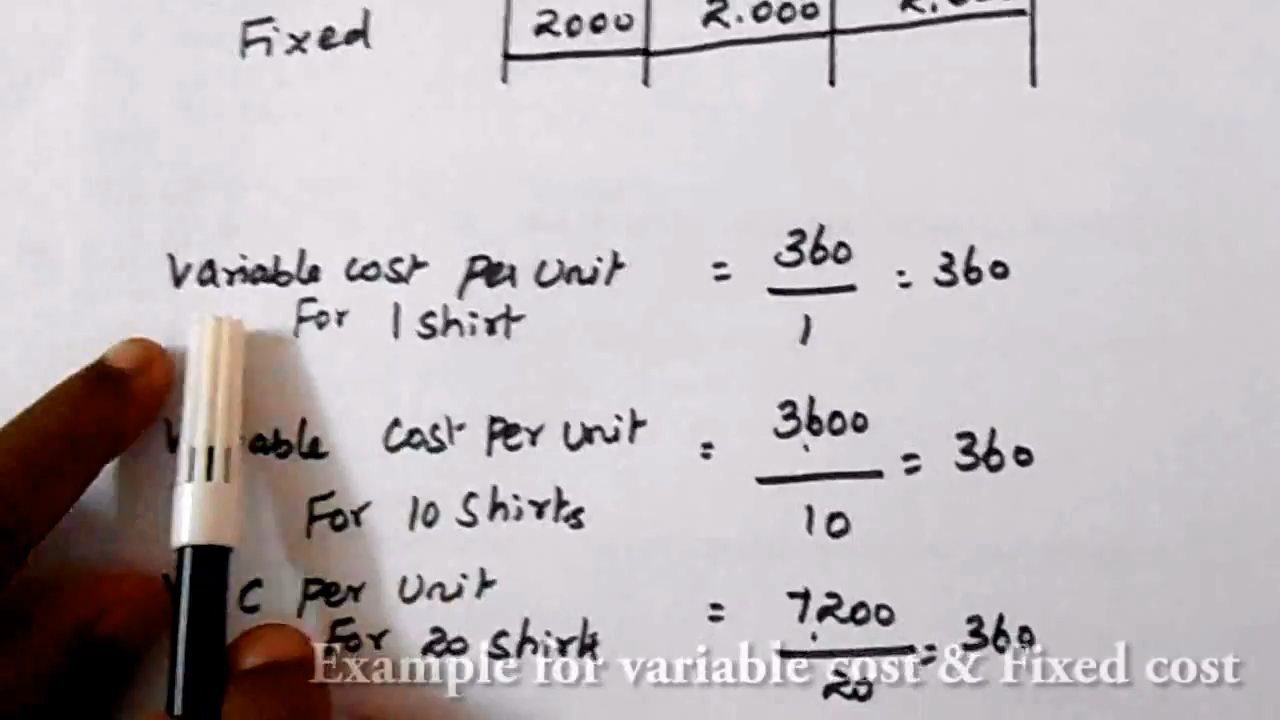 Fixed 2000 2.000
Variable cost per unit = 360 / 1 = 360
For 1 shirt
cost per unit = 3600 / 10 = 360
For 10 shirts
C per unit = 7200 / 20 = 360
For 20 shirts
Example for variable cost & Fixed cost